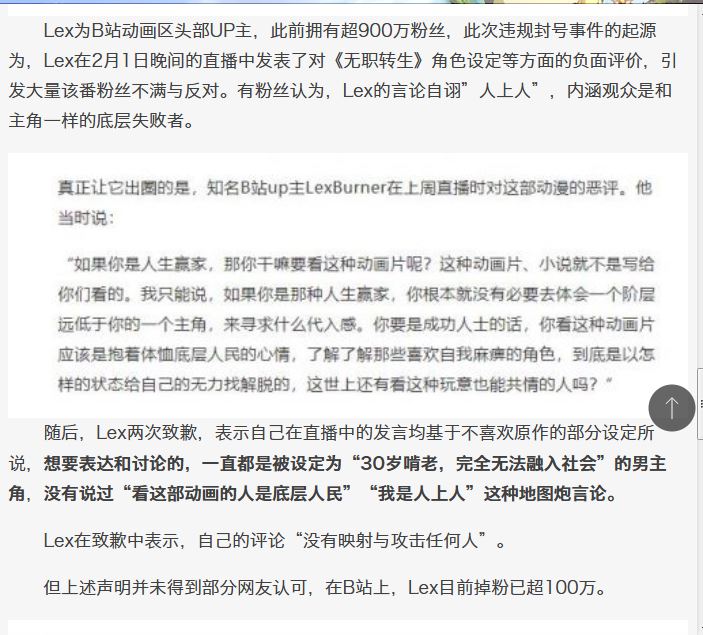 Lex为B站动画区头部UP主，此前拥有超900万粉丝，此次违规封号事件的起源
为，Lex在2月1日晚间的直播中发表了对《无职转生》角色设定等方面的负面评价，引
发大量该番粉丝不满与反对。有粉丝认为，Lex的言论自诩”人上人”，内涵观众是和
主角一样的底层失败者。
真正让它出圈的是，知名B站up主LexBurner在上周直播时对这部动漫的恶评。他
当时说：
“如果你是人生赢家，那你干嘛要看这种动画片呢？这种动画片、小说就不是写给
你们看的。我只能说，如果你是那种人生赢家，你根本就没有必要去体会一个阶层
远低于你的一个主角，来寻求什么代入感。你要是成功人士的话，你看这种动画片
应该是抱着体恤底层人民的心情，了解了解那些喜欢自我麻痹的角色，到底是以怎
样的状态给自己的无力找解脱的，这世上还有看这种玩意也能共情的人吗？”
随后，Lex两次致歉，表示自己在直播中的发言均基于不喜欢原作的部分设定所
说，想要表达和讨论的，一直都是被设定为“30岁啃老，完全无法融入社会”的男主
角，没有说过“看这部动画的人是底层人民”“我是人上人”这种地图炮言论。
Lex在致歉中表示，自己的评论“没有映射与攻击任何人”。
但上述声明并未得到部分网友认可，在B站上，Lex目前掉粉已超100万。